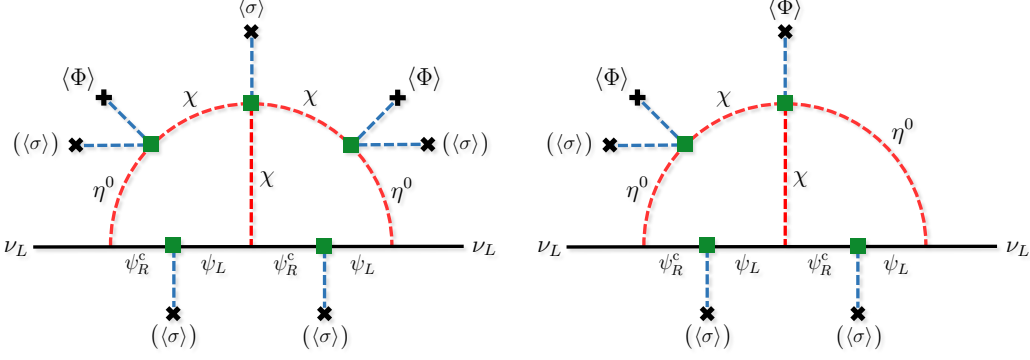 ⟨σ⟩ ⟨Φ⟩
⟨Φ⟩ χ χ ⟨Φ⟩ ⟨Φ⟩ χ
(⟨σ⟩) (⟨σ⟩) (⟨σ⟩) η⁰
η⁰ χ η⁰ η⁰ χ
ν_L ν_L ν_L ν_L
ψ_R^c ψ_L ψ_R^c ψ_L ψ_R^c ψ_L ψ_R^c ψ_L
(⟨σ⟩) (⟨σ⟩) (⟨σ⟩) (⟨σ⟩)